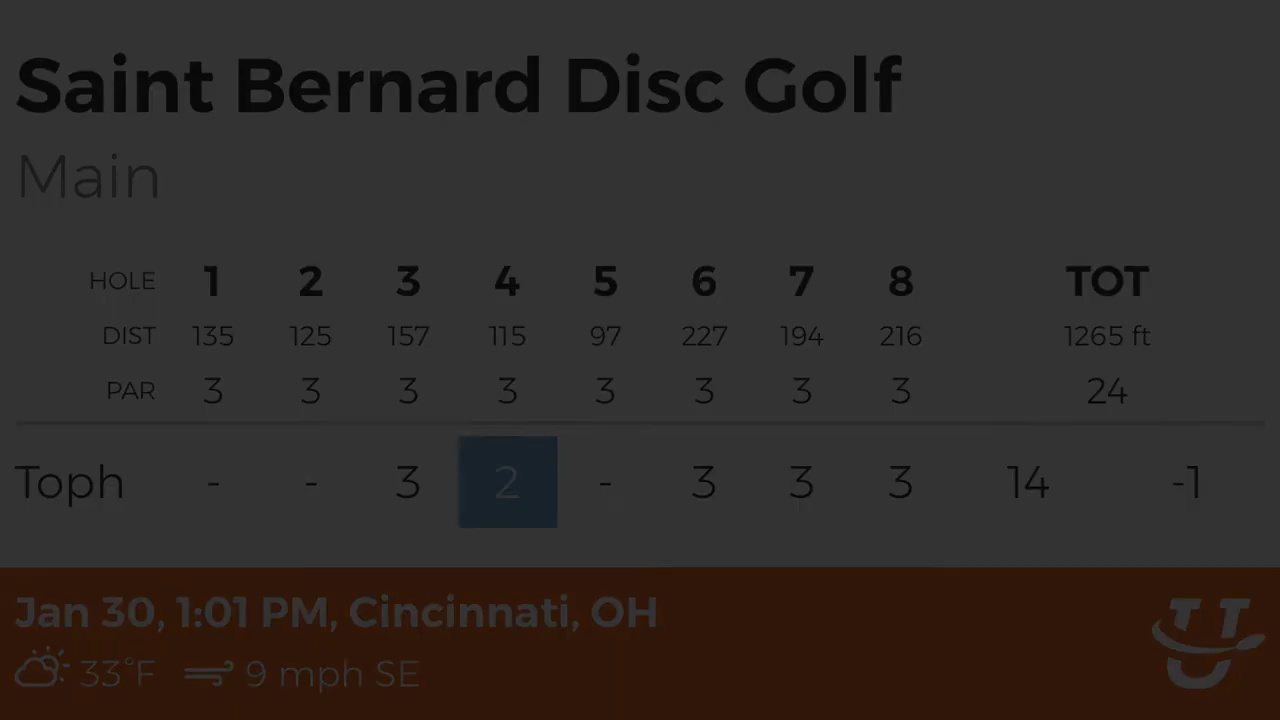 Saint Bernard Disc Golf
Main
HOLE 1 2 3 4 5 6 7 8 TOT
DIST 135 125 157 115 97 227 194 216 1265 ft
PAR 3 3 3 3 3 3 3 3 24
Toph - - 3 2 - 3 3 3 14 -1
Jan 30, 1:01 PM, Cincinnati, OH
33°F 9 mph SE